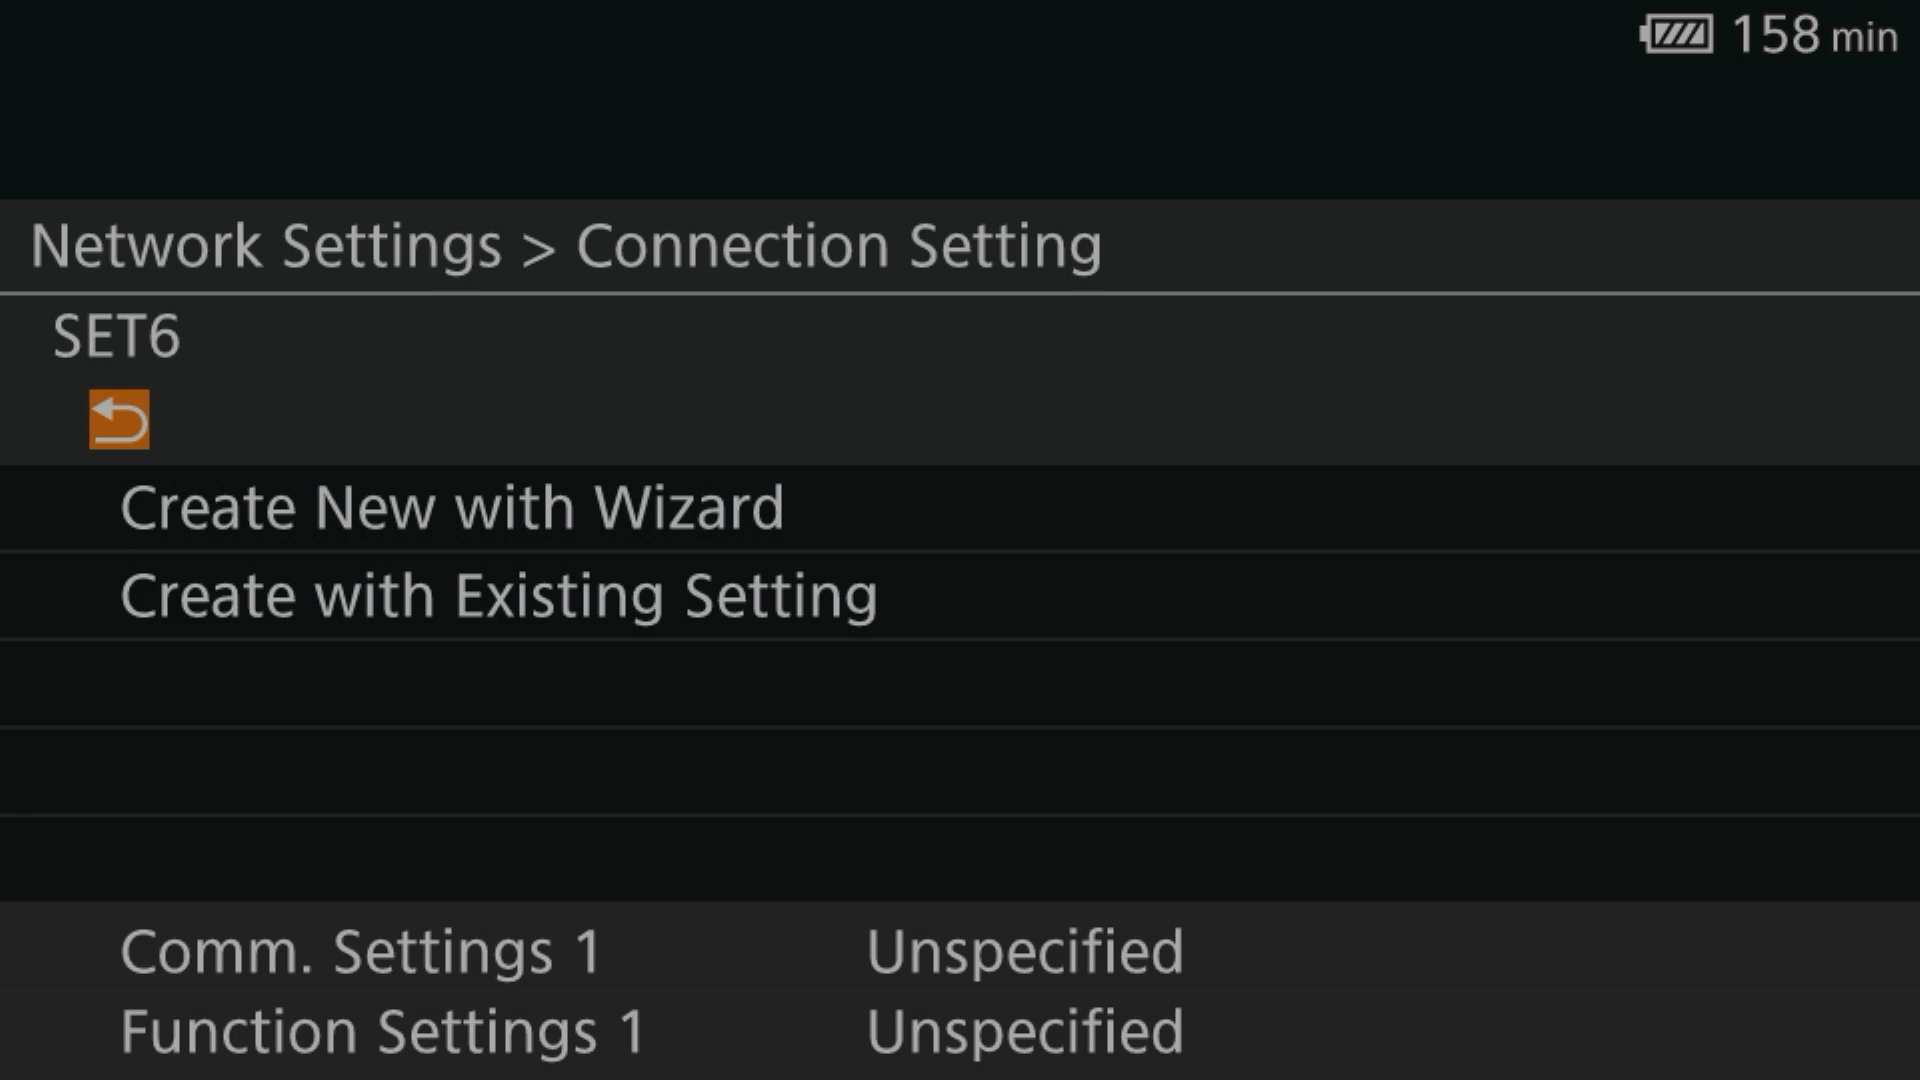 158 min
Network Settings > Connection Setting
SET6
Create New with Wizard
Create with Existing Setting
Comm. Settings 1 Unspecified
Function Settings 1 Unspecified